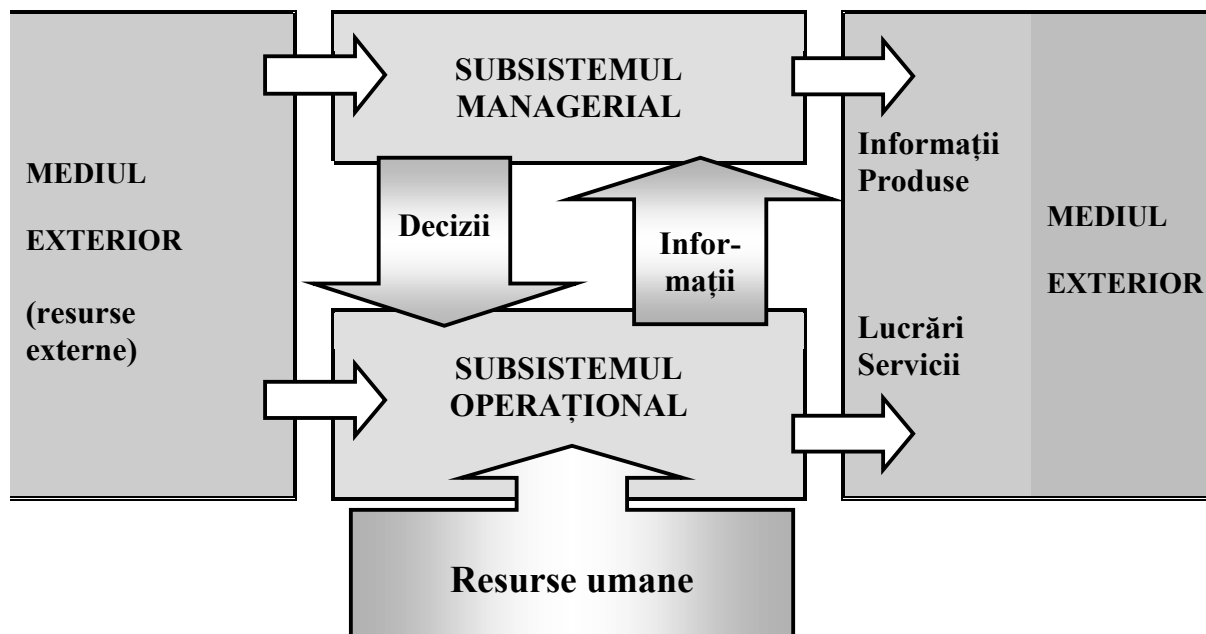 MEDIUL
EXTERIOR
(resurse
externe)
SUBSISTEMUL
MANAGERIAL
Decizii
Infor-
mații
SUBSISTEMUL
OPERAȚIONAL
Resurse umane
Informații
Produse
Lucrări
Servicii
MEDIUL
EXTERIOR